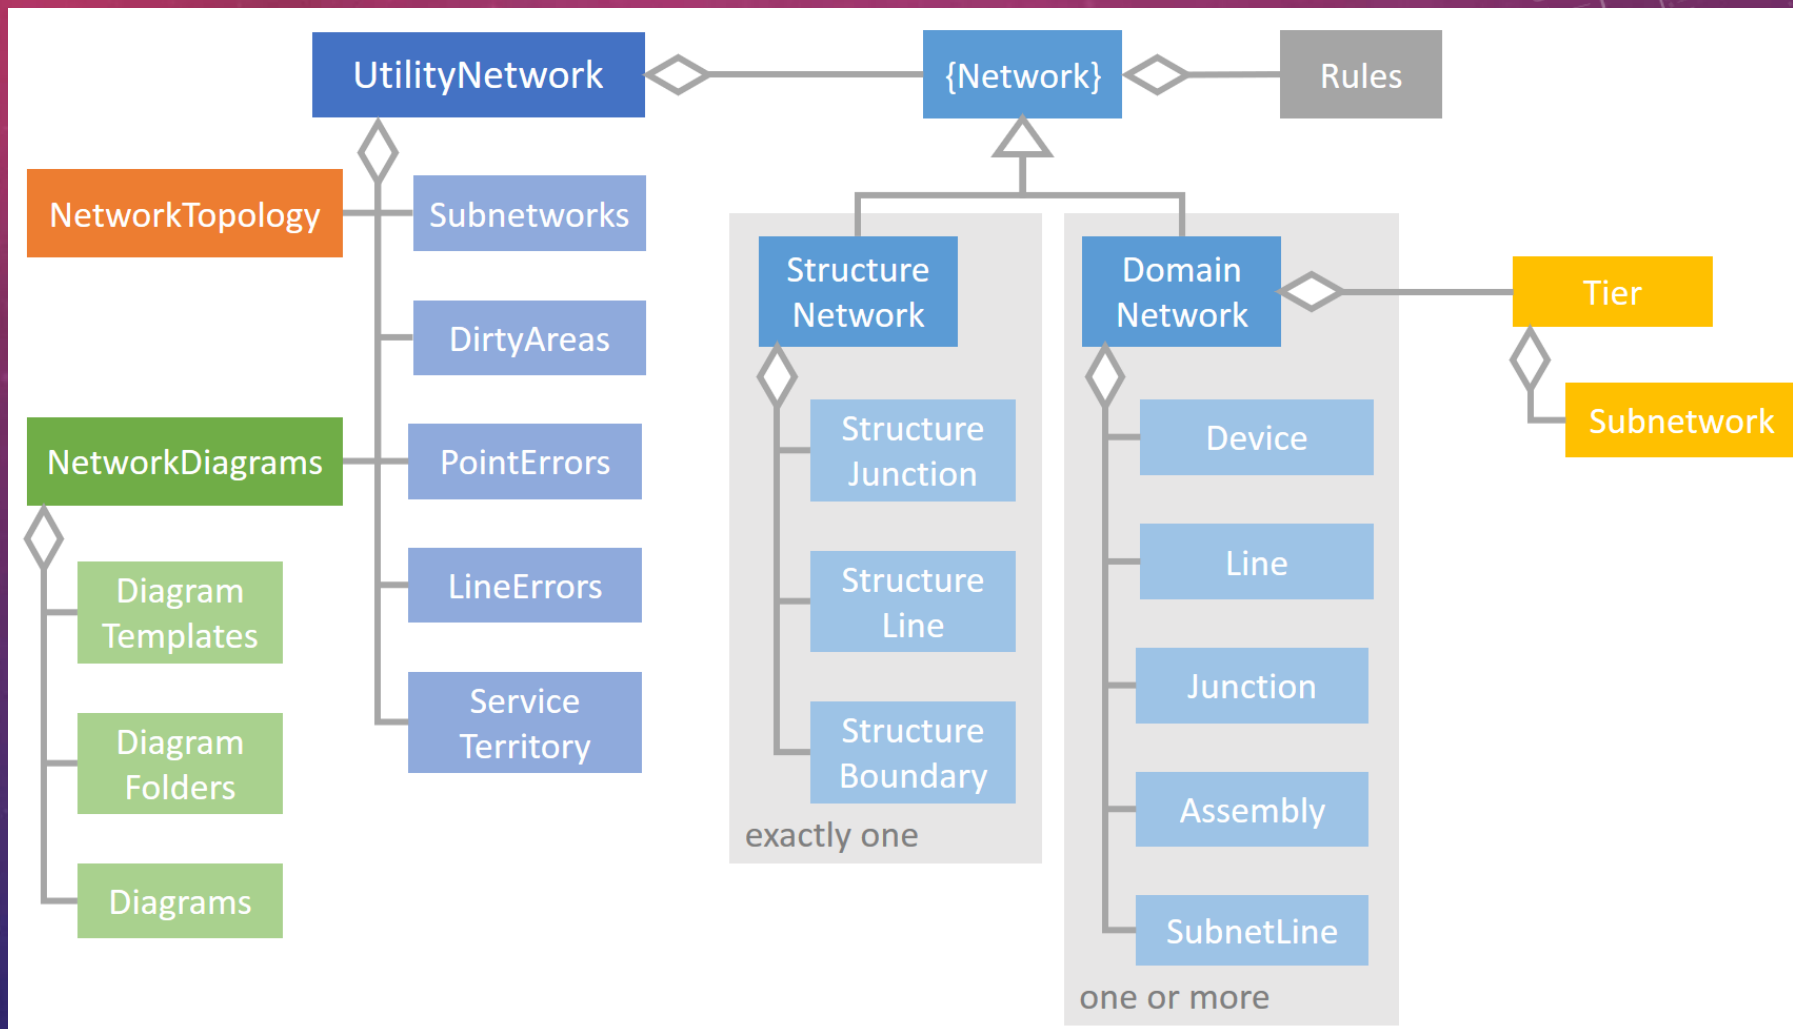 UtilityNetwork
{Network}
Rules
NetworkTopology
Subnetworks
Structure
Network
Domain
Network
Tier
DirtyAreas
Subnetwork
NetworkDiagrams
PointErrors
Structure
Junction
Device
Diagram
Templates
LineErrors
Structure
Line
Line
Diagram
Folders
Service
Territory
Structure
Boundary
Junction
exactly one
Assembly
Diagrams
SubnetLine
one or more